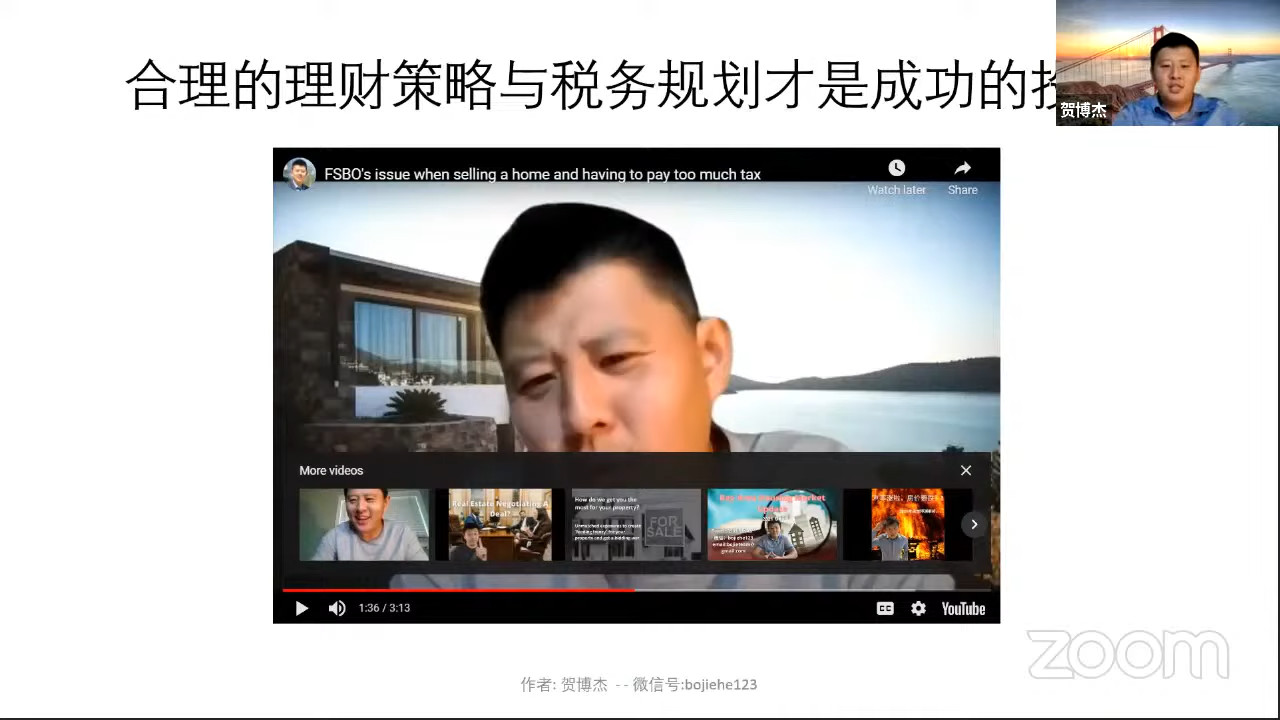 合理的理财策略与税务规划才是成功的
贺博杰
FSBO's issue when selling a home and having to pay too much tax
Watch later
Share
More videos
Real Estate Negotiating A
Deal?
How do we get you the
most for your property?
FOR
SALE
1:36 / 3:13
CC
YouTube
zoom
作者: 贺博杰 -- 微信号:bojiehe123